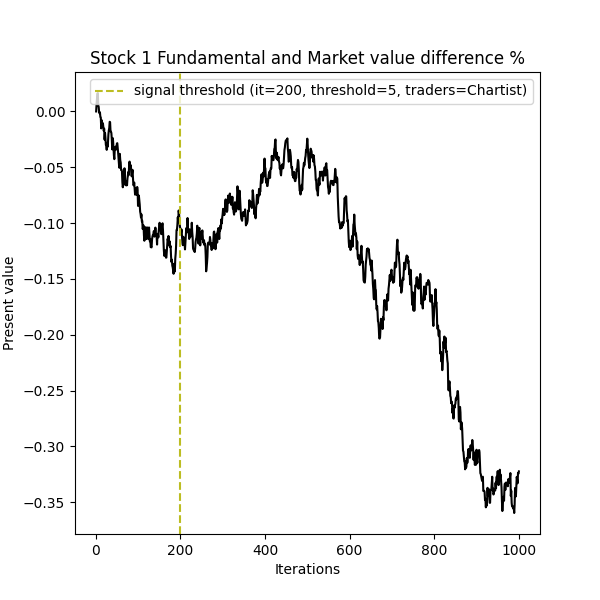 Stock 1 Fundamental and Market value difference %
signal threshold (it=200, threshold=5, traders=Chartist)
0.00
−0.05
−0.10
−0.15
−0.20
−0.25
−0.30
−0.35
Present value
0 200 400 600 800 1000
Iterations